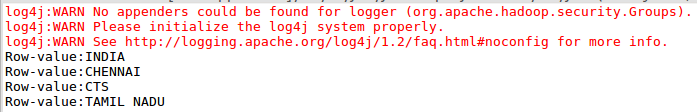 log4j:WARN No appenders could be found for logger (org.apache.hadoop.security.Groups).
log4j:WARN Please initialize the log4j system properly.
log4j:WARN See http://logging.apache.org/log4j/1.2/faq.html#noconfig for more info.
Row-value:INDIA
Row-value:CHENNAI
Row-value:CTS
Row-value:TAMIL NADU